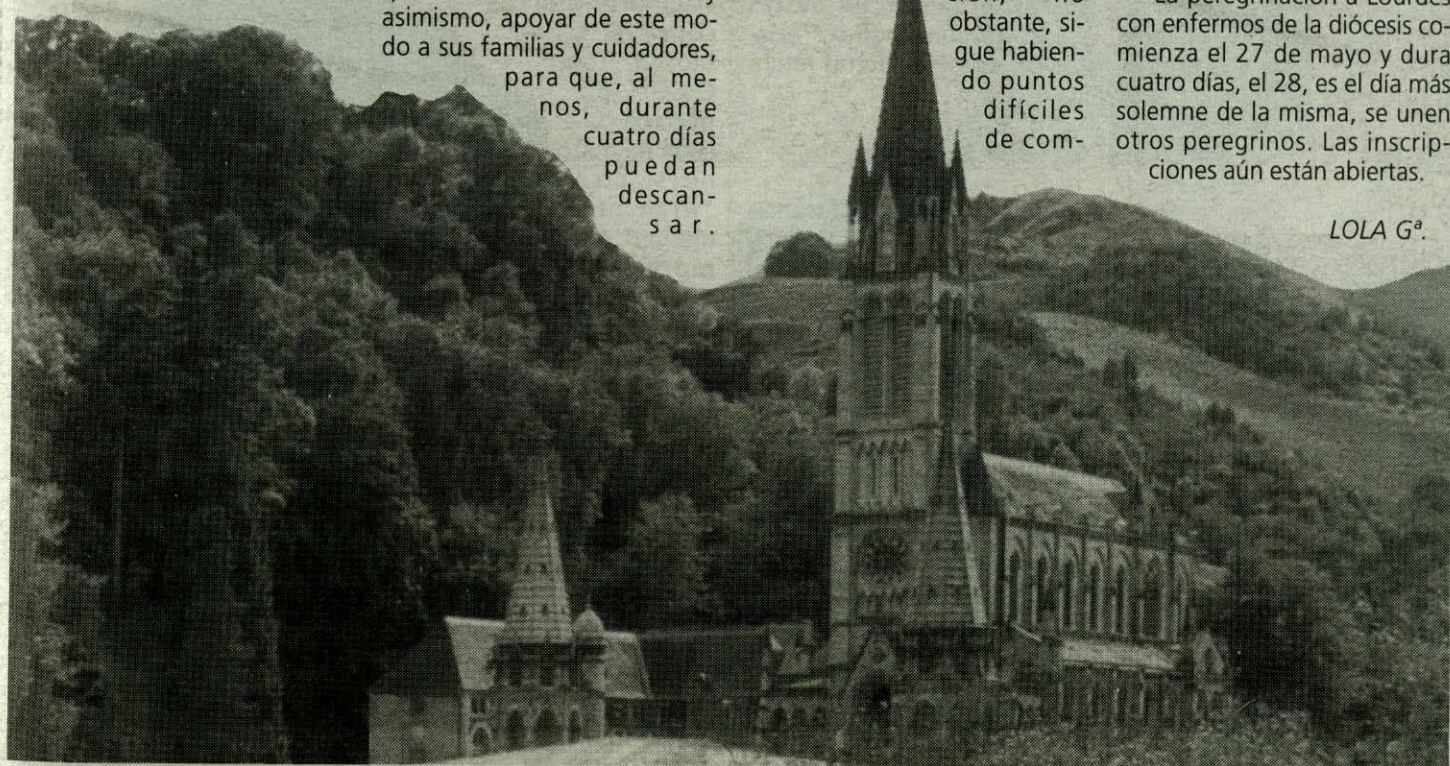 asimismo, apoyar de este mo-
do a sus familias y cuidadores,
para que, al me-
nos, durante
cuatro días
puedan
descan-
sar.
obstante, si-
gue habien-
do puntos
difíciles
de com-
La peregrinación a Lourdes
con enfermos de la diócesis co-
mienza el 27 de mayo y dura
cuatro días, el 28, es el día más
solemne de la misma, se unen
otros peregrinos. Las inscrip-
ciones aún están abiertas.
LOLA Gª.